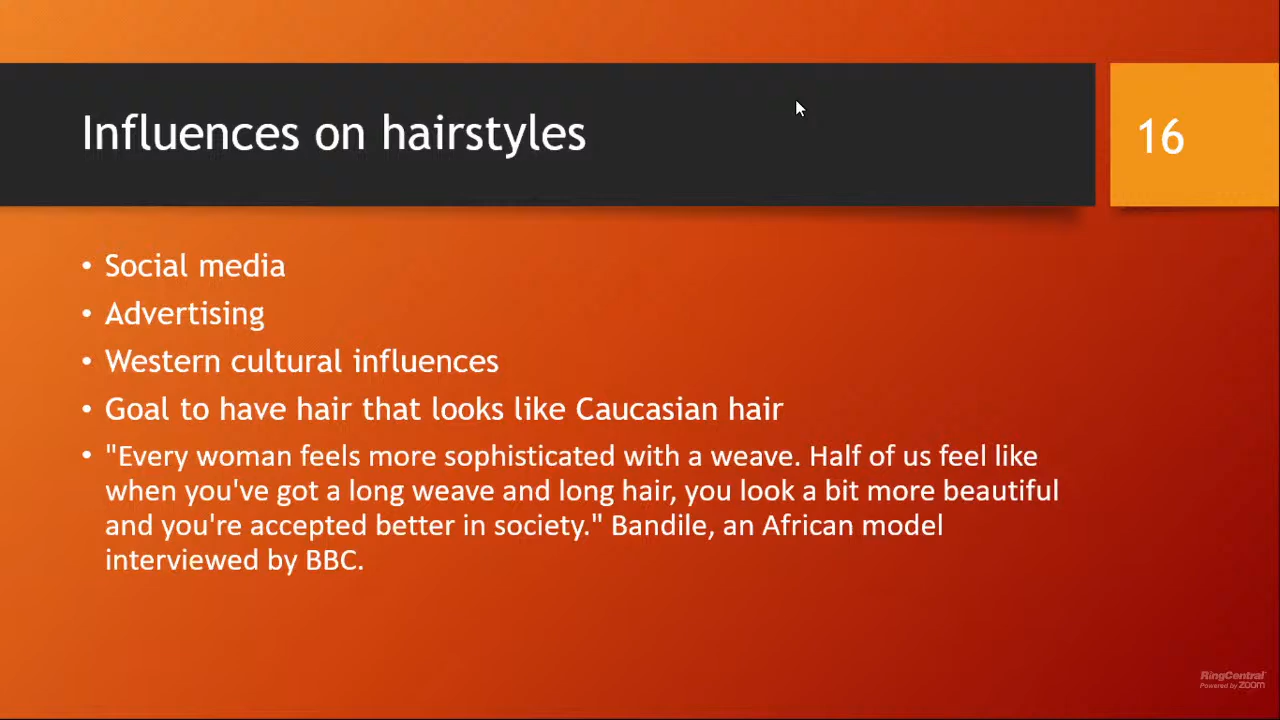 Influences on hairstyles
16
• Social media
• Advertising
• Western cultural influences
• Goal to have hair that looks like Caucasian hair
• "Every woman feels more sophisticated with a weave. Half of us feel like
when you've got a long weave and long hair, you look a bit more beautiful
and you're accepted better in society." Bandile, an African model
interviewed by BBC.
RingCentral
Powered by zoom